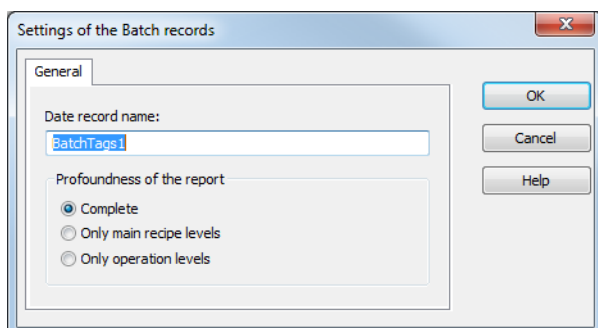 Settings of the Batch records
General
Date record name:
BatchTags1
Profoundness of the report
Complete
Only main recipe levels
Only operation levels
OK
Cancel
Help